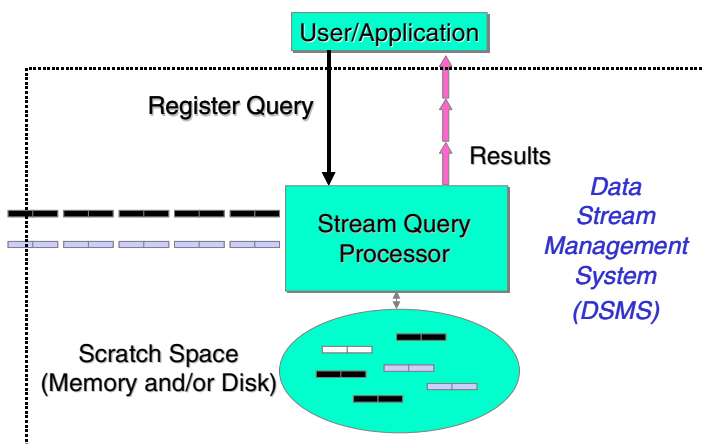 User/Application
Register Query
Results
Stream Query
Processor
Data
Stream
Management
System
(DSMS)
Scratch Space
(Memory and/or Disk)